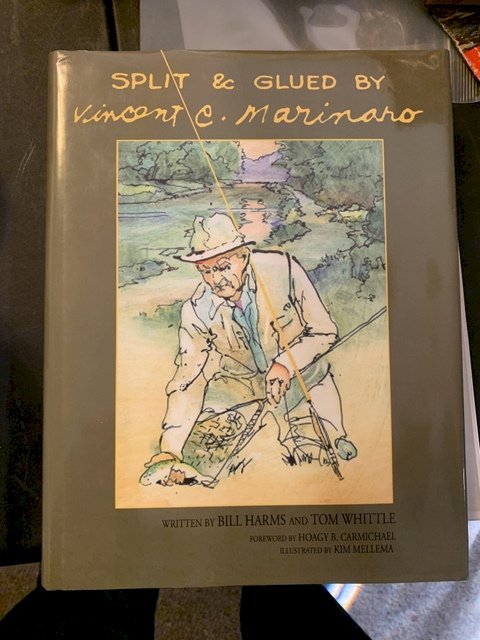 SPLIT & GLUED BY
Vincent C. Marinaro
WRITTEN BY BILL HARMS AND TOM WHITTLE
FOREWORD BY HOAGY B. CARMICHAEL
ILLUSTRATED BY KIM MELLEMA